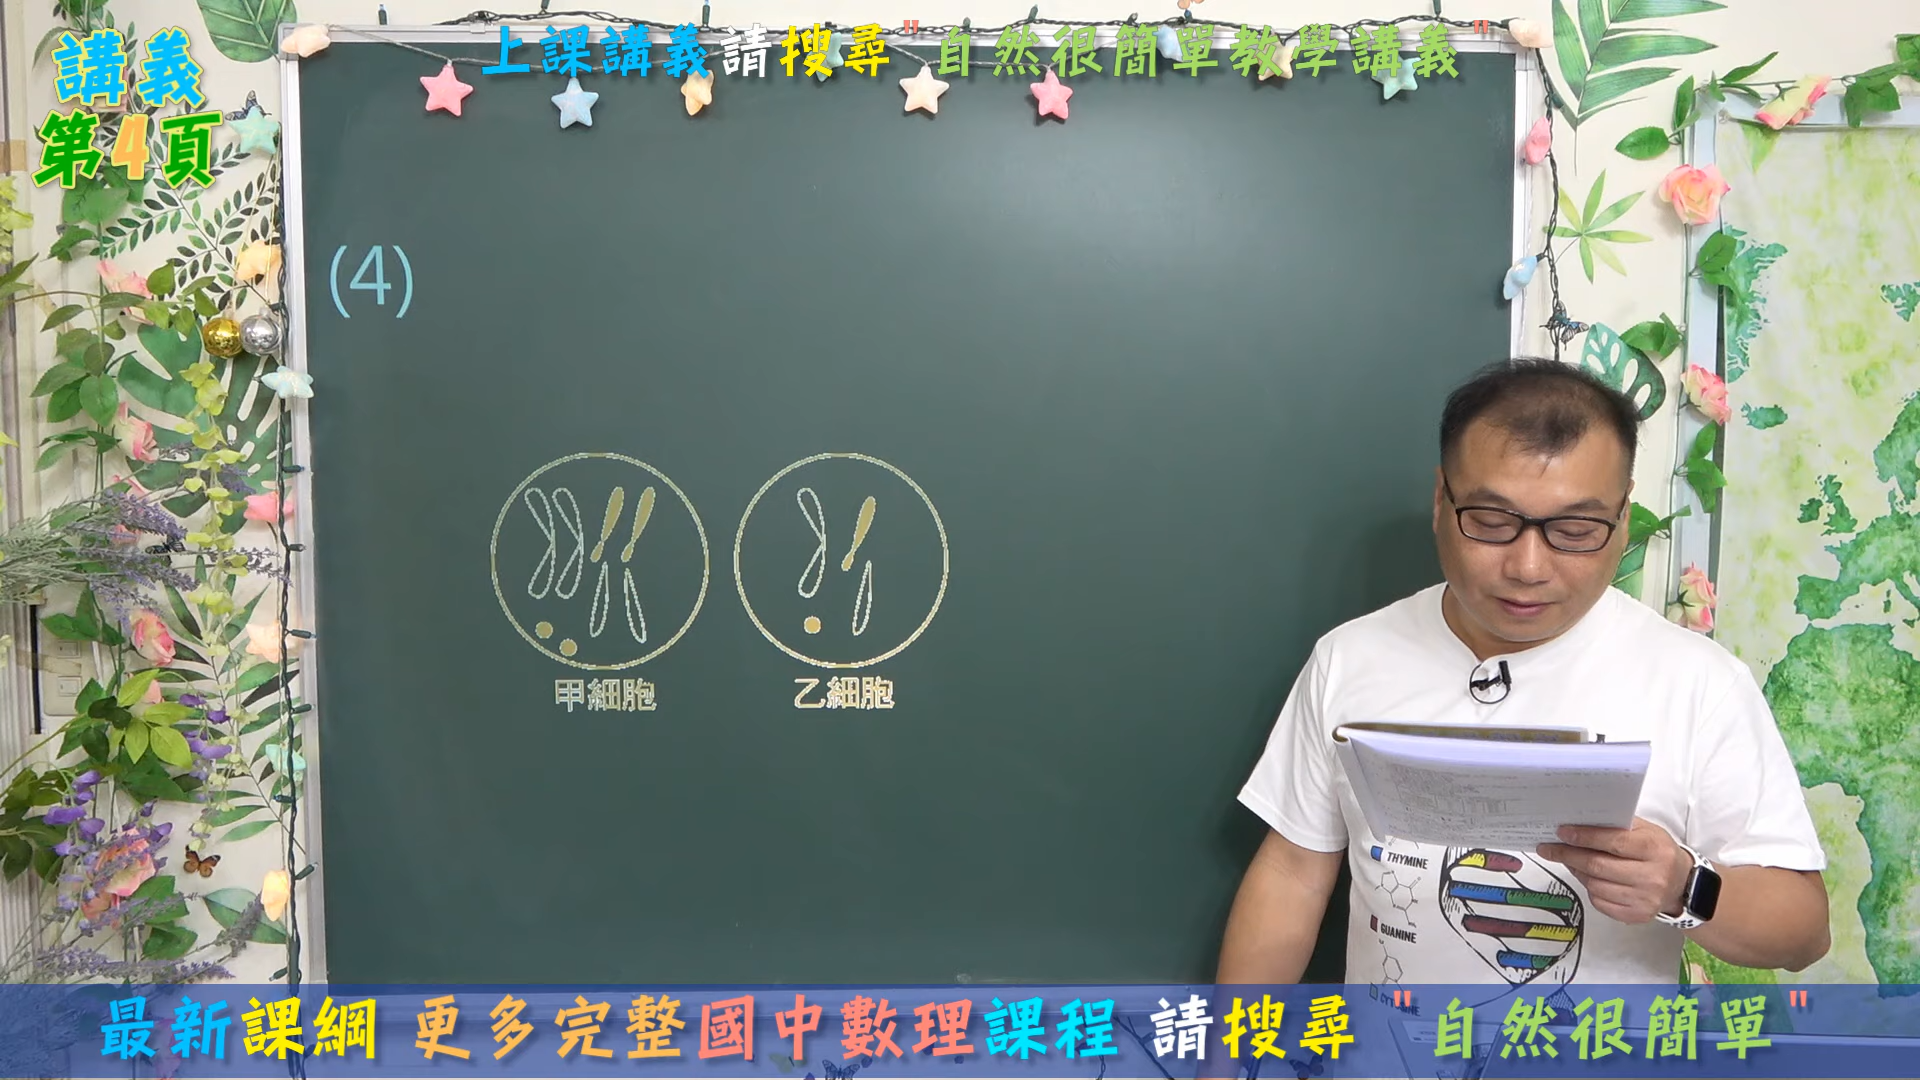 上課講義請搜尋"自然很簡單教學講義"
講義
第4頁
(4)
甲細胞
乙細胞
THYMINE
GUANINE
最新課綱 更多完整國中數理課程 請搜尋"自然很簡單"